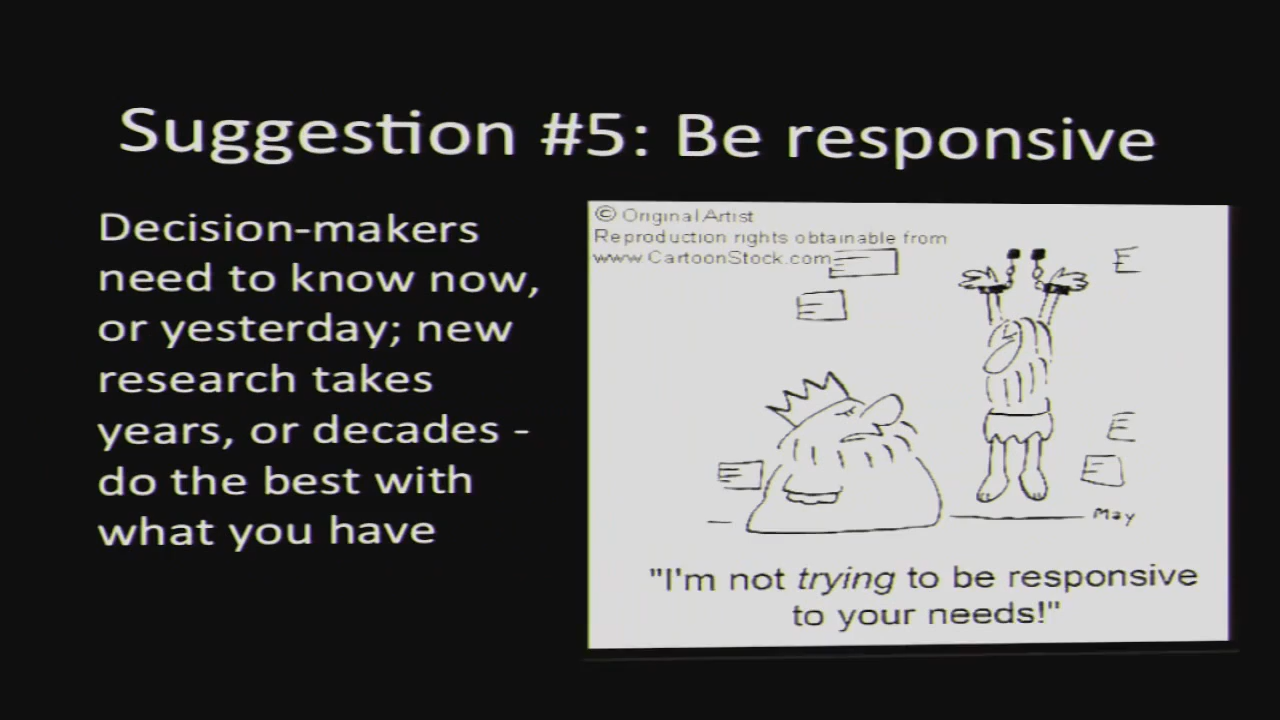 Suggestion #5: Be responsive
Decision-makers
need to know now,
or yesterday; new
research takes
years, or decades -
do the best with
what you have
© Original Artist
Reproduction rights obtainable from
www.CartoonStock.com
May
"I'm not trying to be responsive
to your needs!"